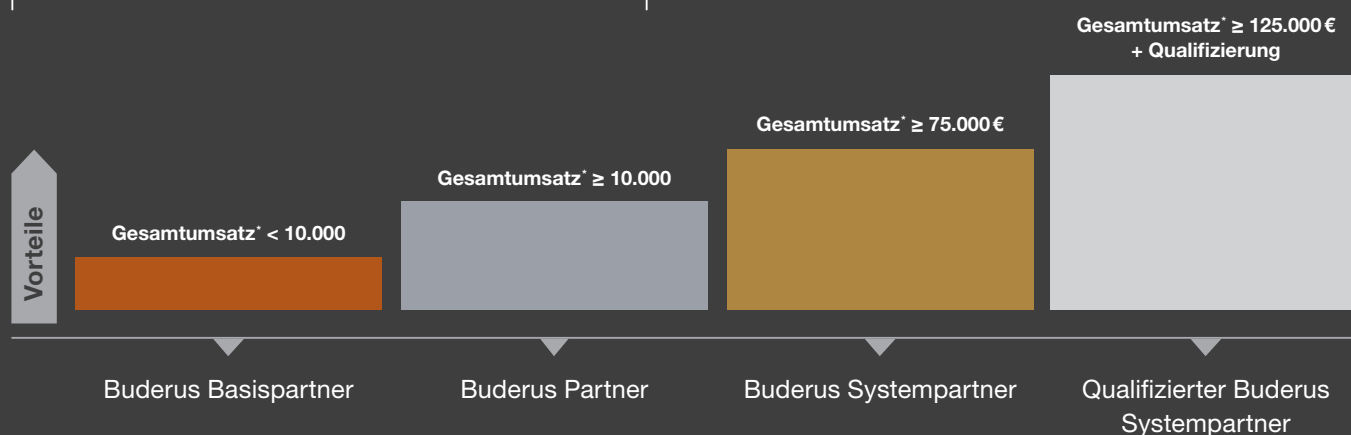 Gesamtumsatz* ≥ 125.000 €
+ Qualifizierung
Gesamtumsatz* ≥ 75.000 €
Gesamtumsatz* ≥ 10.000
Gesamtumsatz* < 10.000
Vorteile
Buderus Basispartner
Buderus Partner
Buderus Systempartner
Qualifizierter Buderus
Systempartner